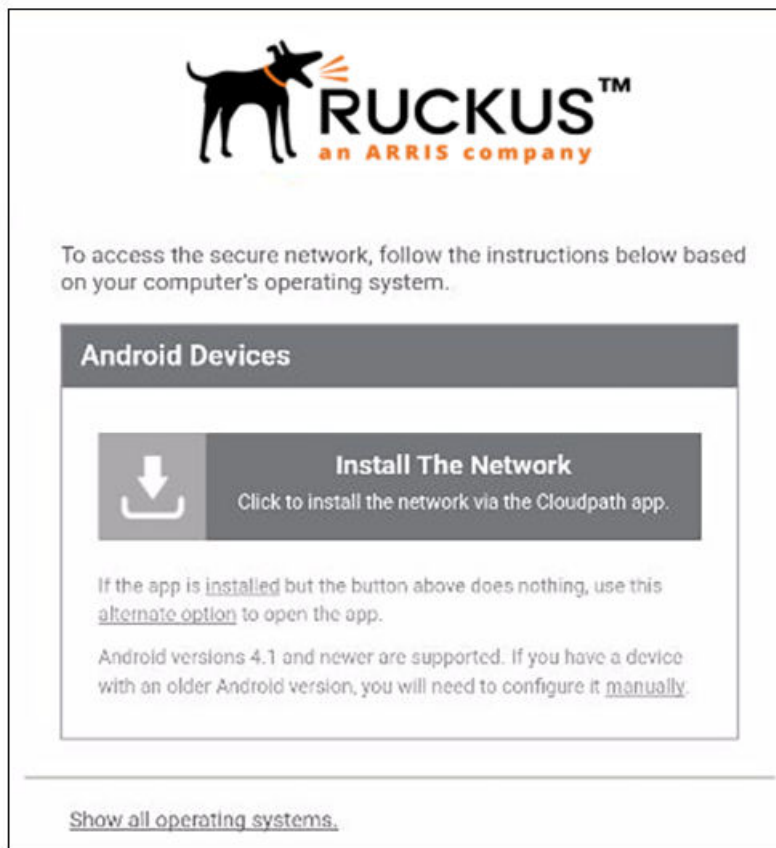 RUCKUS™
an ARRIS company
To access the secure network, follow the instructions below based
on your computer's operating system.
Android Devices
Install The Network
Click to install the network via the Cloudpath app.
If the app is installed but the button above does nothing, use this
alternate option to open the app.
Android versions 4.1 and newer are supported. If you have a device
with an older Android version, you will need to configure it manually.
Show all operating systems.